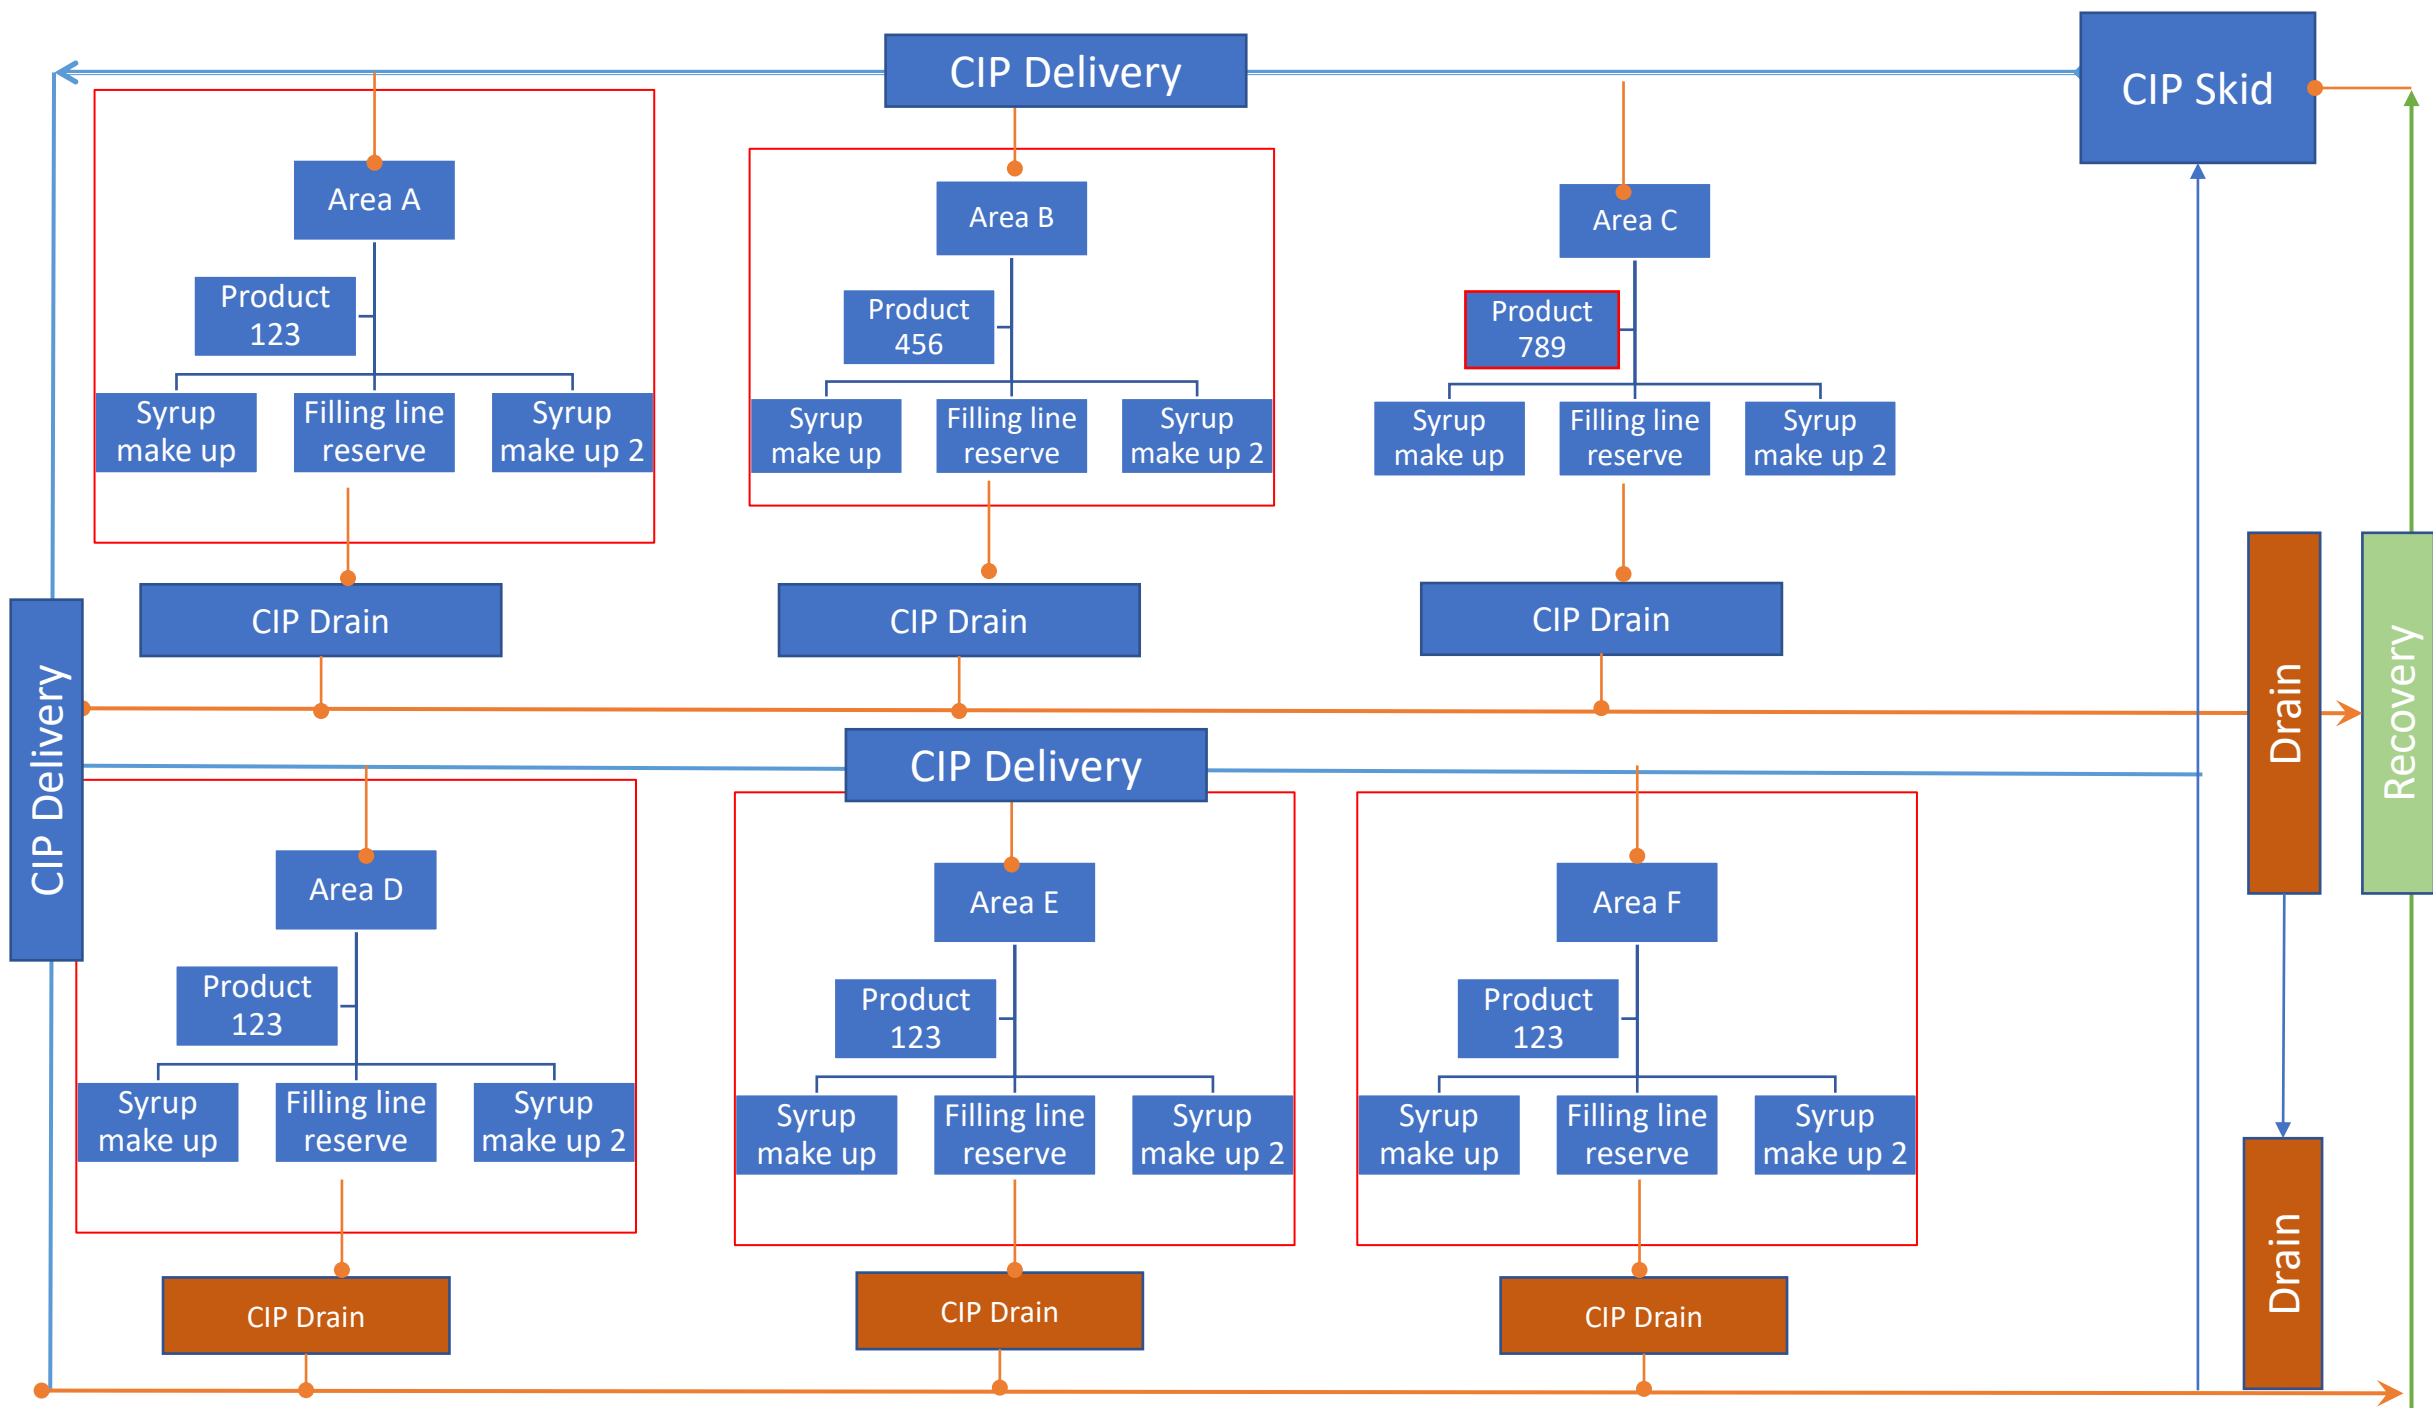 CIP Delivery
CIP Skid
Area A
Area B
Area C
Product
123
Product
456
Product
789
Syrup
make up
Filling line
reserve
Syrup
make up 2
Syrup
make up
Filling line
reserve
Syrup
make up 2
Syrup
make up
Filling line
reserve
Syrup
make up 2
CIP Drain
CIP Drain
CIP Drain
CIP Delivery
Drain
Recovery
CIP Delivery
Area D
Area E
Area F
Product
123
Product
123
Product
123
Syrup
make up
Filling line
reserve
Syrup
make up 2
Syrup
make up
Filling line
reserve
Syrup
make up 2
Syrup
make up
Filling line
reserve
Syrup
make up 2
Drain
CIP Drain
CIP Drain
CIP Drain